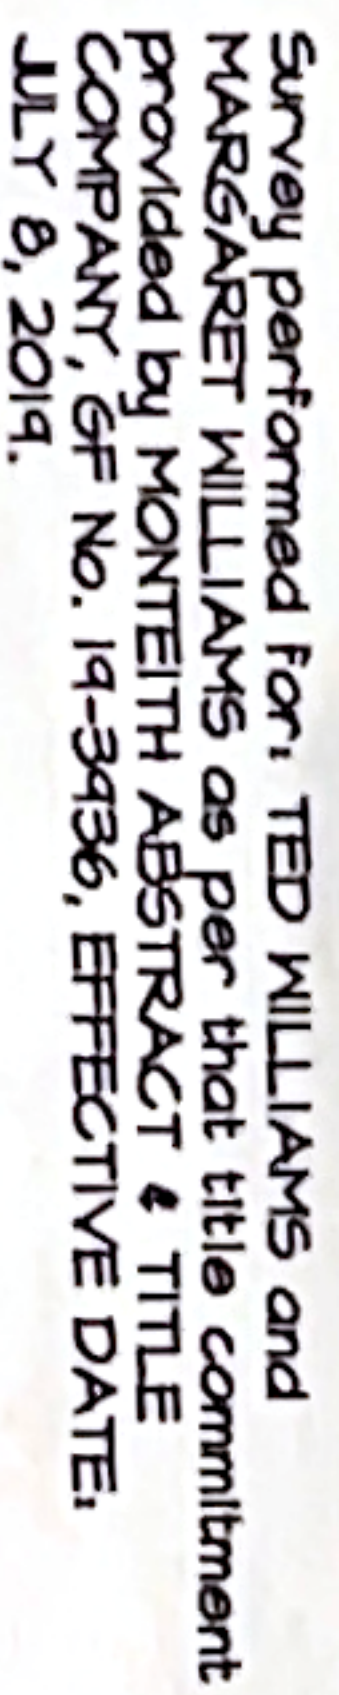 Survey performed for: TED WILLIAMS and
MARGARET WILLIAMS as per that title commitment
provided by MONTEITH ABSTRACT & TITLE
COMPANY, GF No. 19-3936, EFFECTIVE DATE:
JULY 8, 2019.